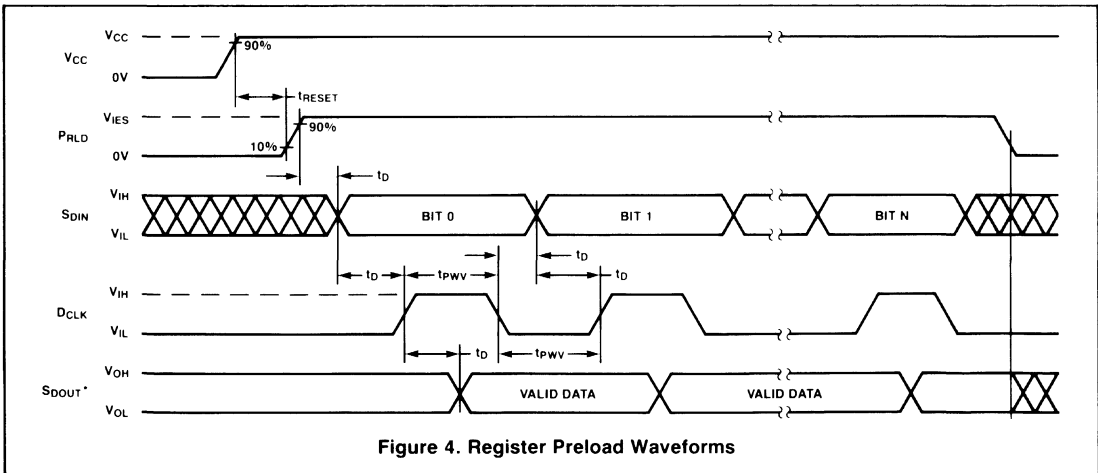 VCC
VCC
90%
0V
tRESET
VIES
PRLD
90%
10%
0V
tD
VIH
SDIN
BIT 0
BIT 1
BIT N
VIL
tD
tD
tPWV
tD
VIH
DCLK
VIL
tD
tPWV
VOH
SDOUT*
VALID DATA
VALID DATA
VOL
Figure 4. Register Preload Waveforms